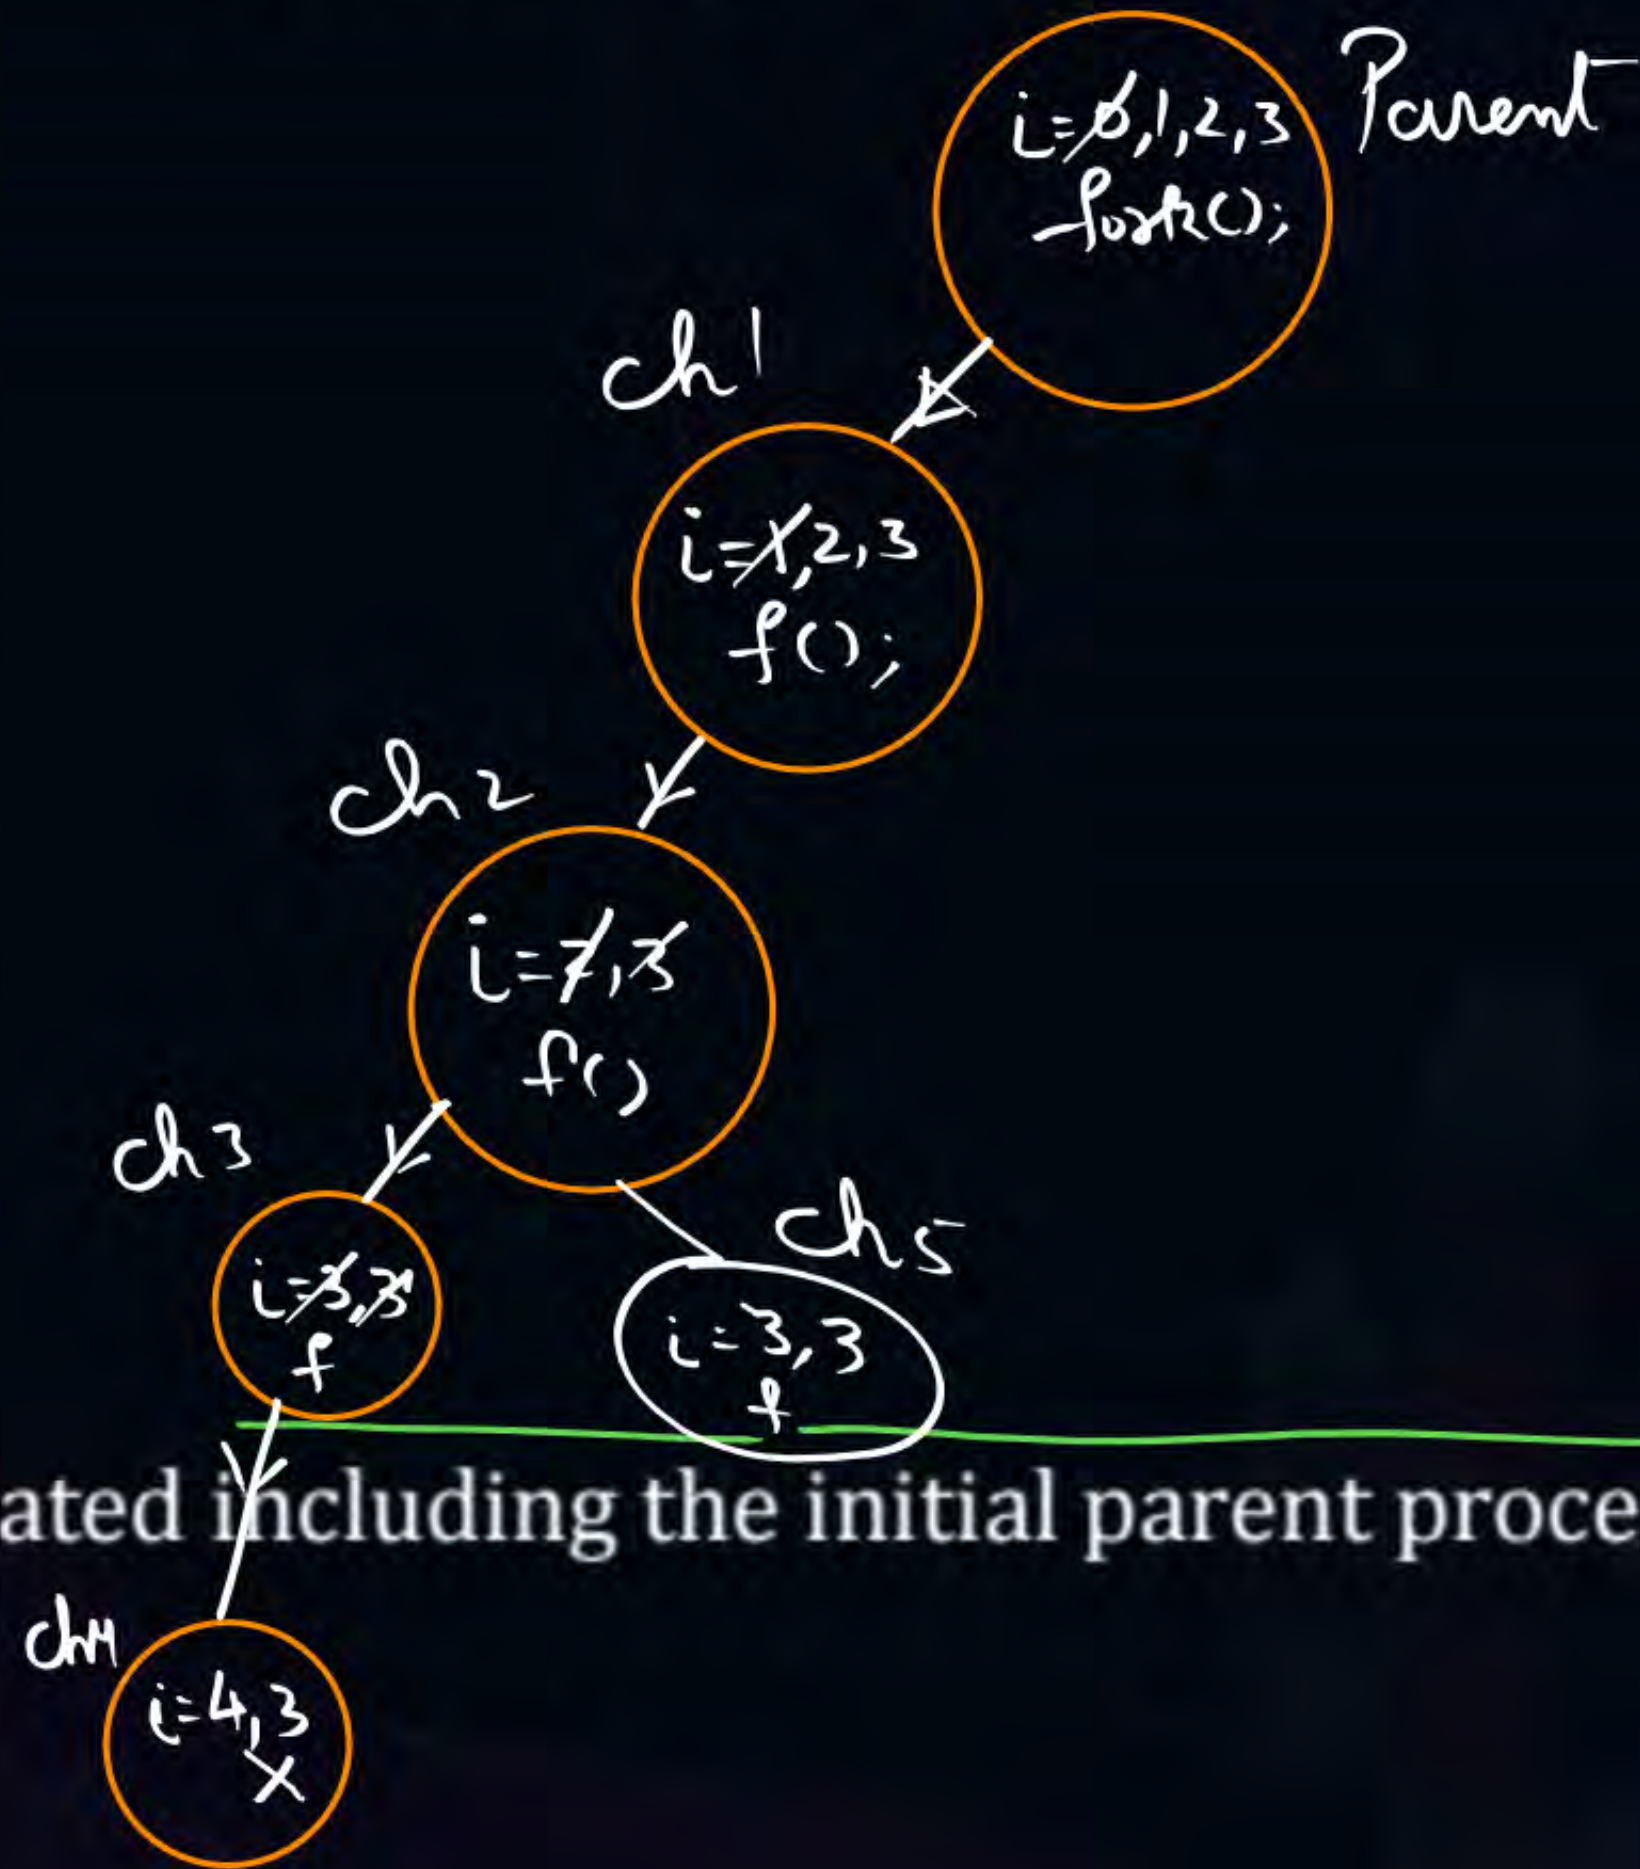 Parent
i=0,1,2,3
fork();
ch1
i=1,2,3
f();
ch2
i=2,3
f()
ch3
i=3,3
f
ch5
i=3,3
f
ated including the initial parent proce
ch4
i=4,3
X